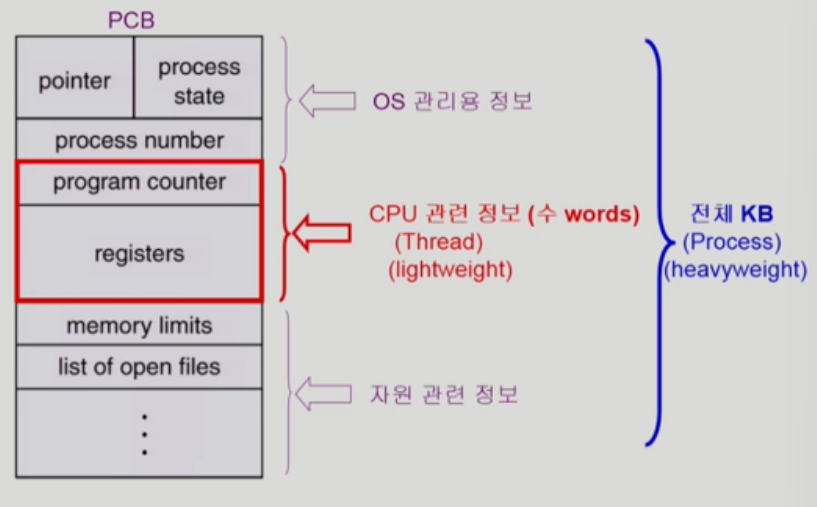 PCB
pointer
process
state
OS 관리용 정보
process number
program counter
registers
CPU 관련 정보 (수 words)
(Thread)
(lightweight)
전체 KB
(Process)
(heavyweight)
memory limits
list of open files
자원 관련 정보